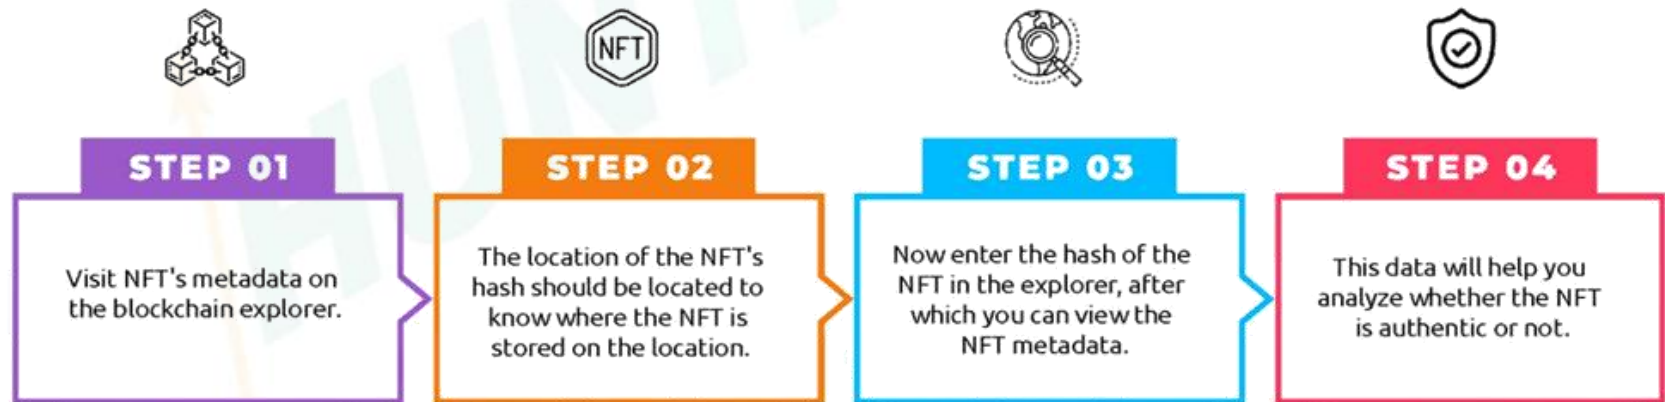 NFT
STEP 01
Visit NFT's metadata on
the blockchain explorer.
STEP 02
The location of the NFT's
hash should be located to
know where the NFT is
stored on the location.
STEP 03
Now enter the hash of the
NFT in the explorer, after
which you can view the
NFT metadata.
STEP 04
This data will help you
analyze whether the NFT
is authentic or not.